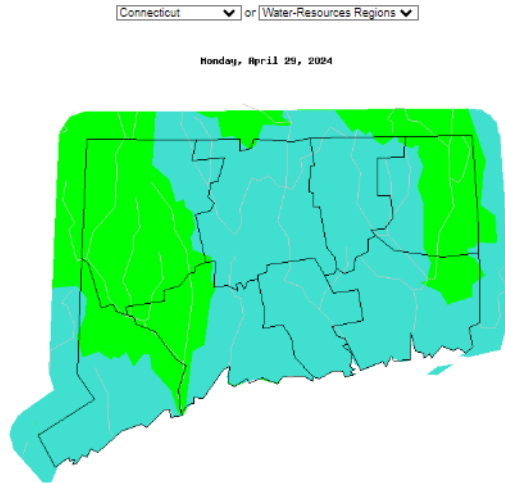 Connecticut or Water-Resources Regions
Monday, April 29, 2024